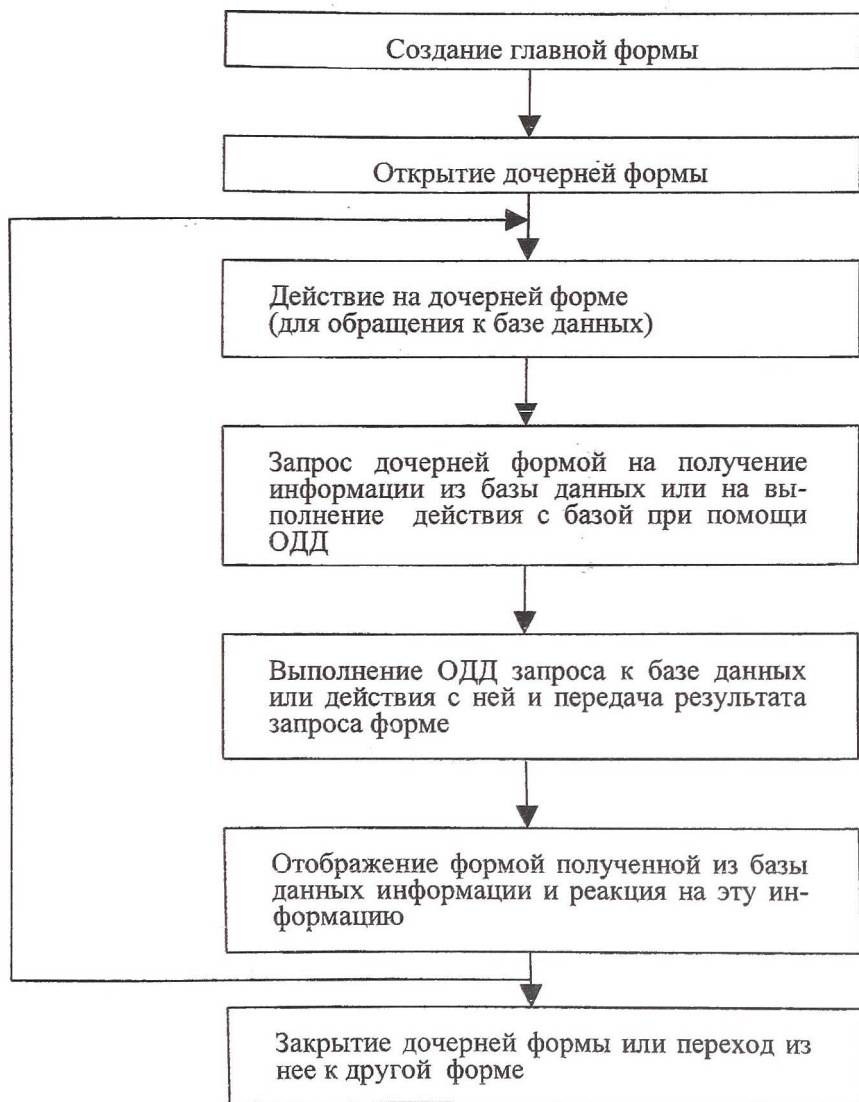 Создание главной формы
Открытие дочерней формы
Действие на дочерней форме
(для обращения к базе данных)
Запрос дочерней формой на получение
информации из базы данных или на вы-
полнение действия с базой при помощи
ОДД
Выполнение ОДД запроса к базе данных
или действия с ней и передача результата
запроса форме
Отображение формой полученной из базы
данных информации и реакция на эту ин-
формацию
Закрытие дочерней формы или переход из
нее к другой форме